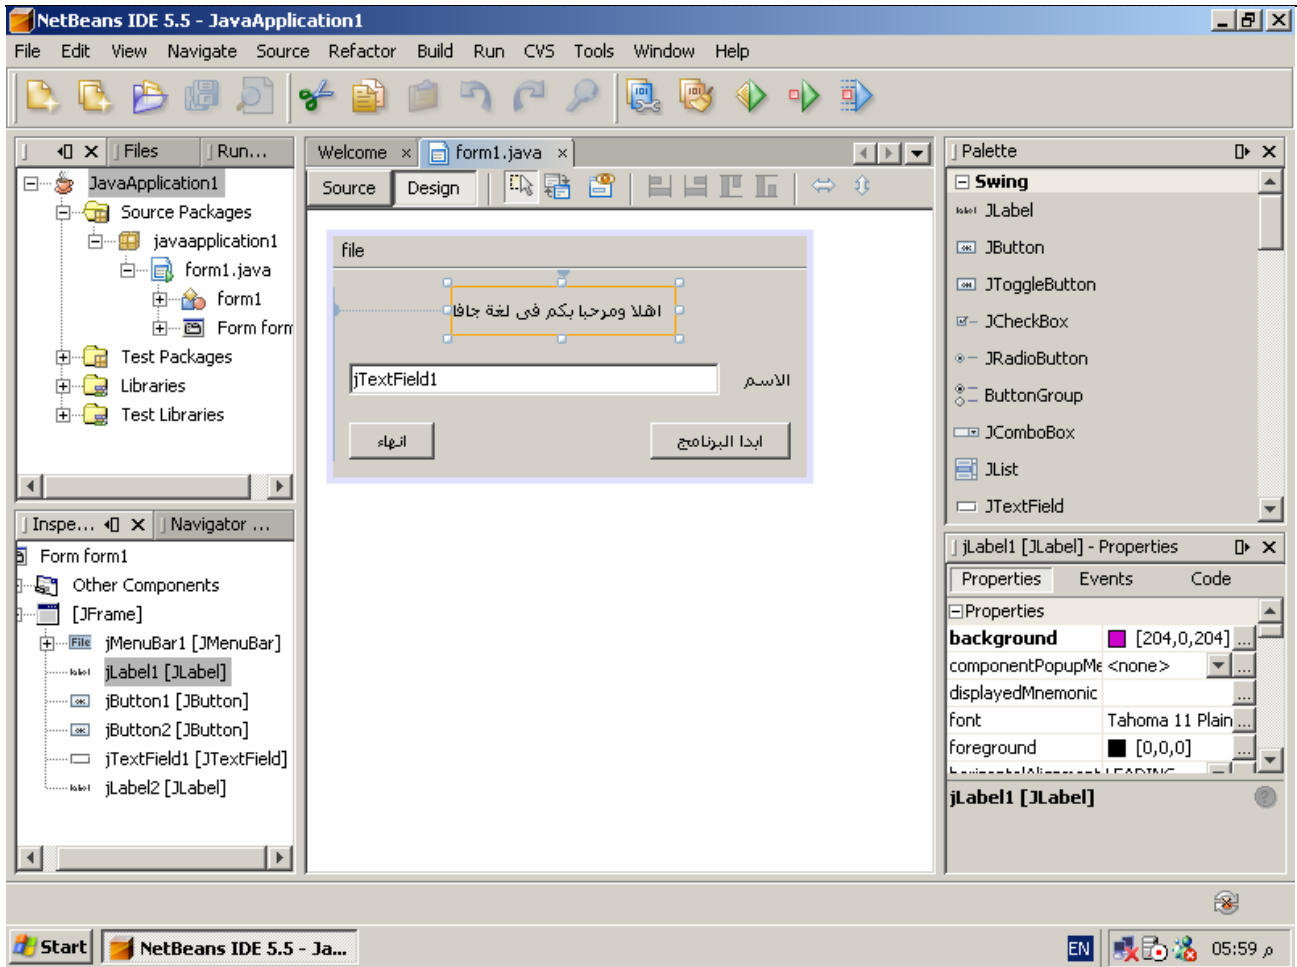 NetBeans IDE 5.5 - JavaApplication1
File Edit View Navigate Source Refactor Build Run CVS Tools Window Help
Files Run...
JavaApplication1
Source Packages
javaapplication1
form1.java
form1
Form form
Test Packages
Libraries
Test Libraries
Inspe... Navigator ...
Form form1
Other Components
[JFrame]
jMenuBar1 [JMenuBar]
jLabel1 [JLabel]
jButton1 [JButton]
jButton2 [JButton]
jTextField1 [JTextField]
jLabel2 [JLabel]
Welcome form1.java
Source Design
file
اهلا ومرحبا بكم فى لغة جافا
jTextField1 الاسم
انهاء ابدا البرنامج
Palette
Swing
JLabel
JButton
JToggleButton
JCheckBox
JRadioButton
ButtonGroup
JComboBox
JList
JTextField
jLabel1 [JLabel] - Properties
Properties Events Code
Properties
background [204,0,204] ...
componentPopupMe <none> ...
displayedMnemonic ...
font Tahoma 11 Plain ...
foreground [0,0,0] ...
horizontalAlignment LEADING
jLabel1 [JLabel]
Start NetBeans IDE 5.5 - Ja... EN 05:59 م